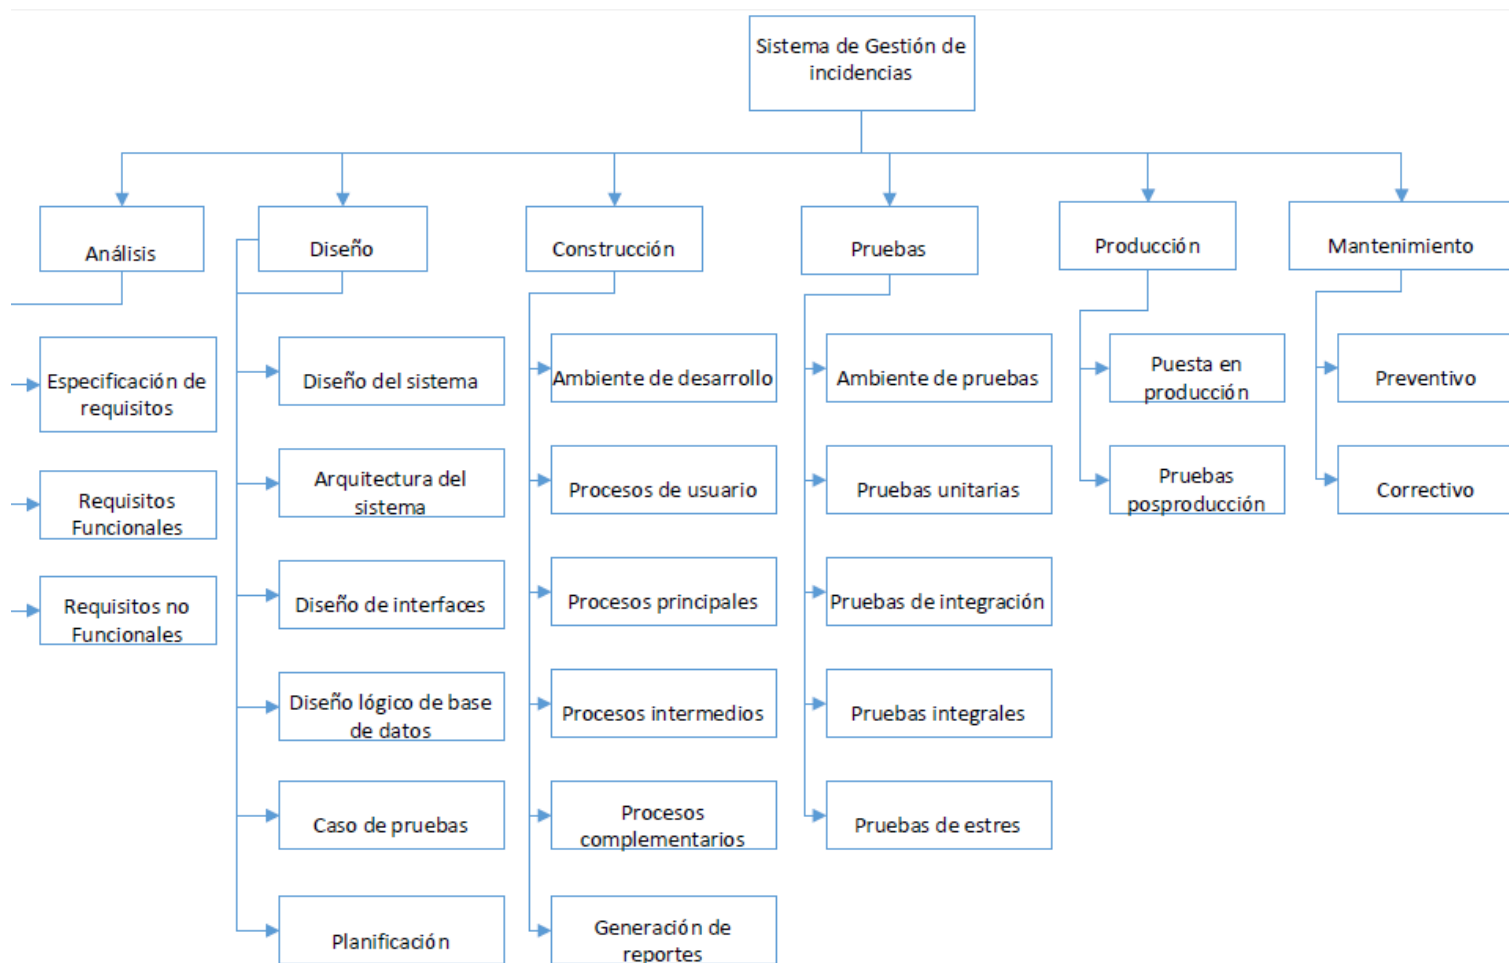 Sistema de Gestión de
incidencias
Análisis
Diseño
Construcción
Pruebas
Producción
Mantenimiento
Especificación de
requisitos
Requisitos
Funcionales
Requisitos no
Funcionales
Diseño del sistema
Arquitectura del
sistema
Diseño de interfaces
Diseño lógico de base
de datos
Caso de pruebas
Planificación
Ambiente de desarrollo
Procesos de usuario
Procesos principales
Procesos intermedios
Procesos
complementarios
Generación de
reportes
Ambiente de pruebas
Pruebas unitarias
Pruebas de integración
Pruebas integrales
Pruebas de estres
Puesta en
producción
Pruebas
posproducción
Preventivo
Correctivo